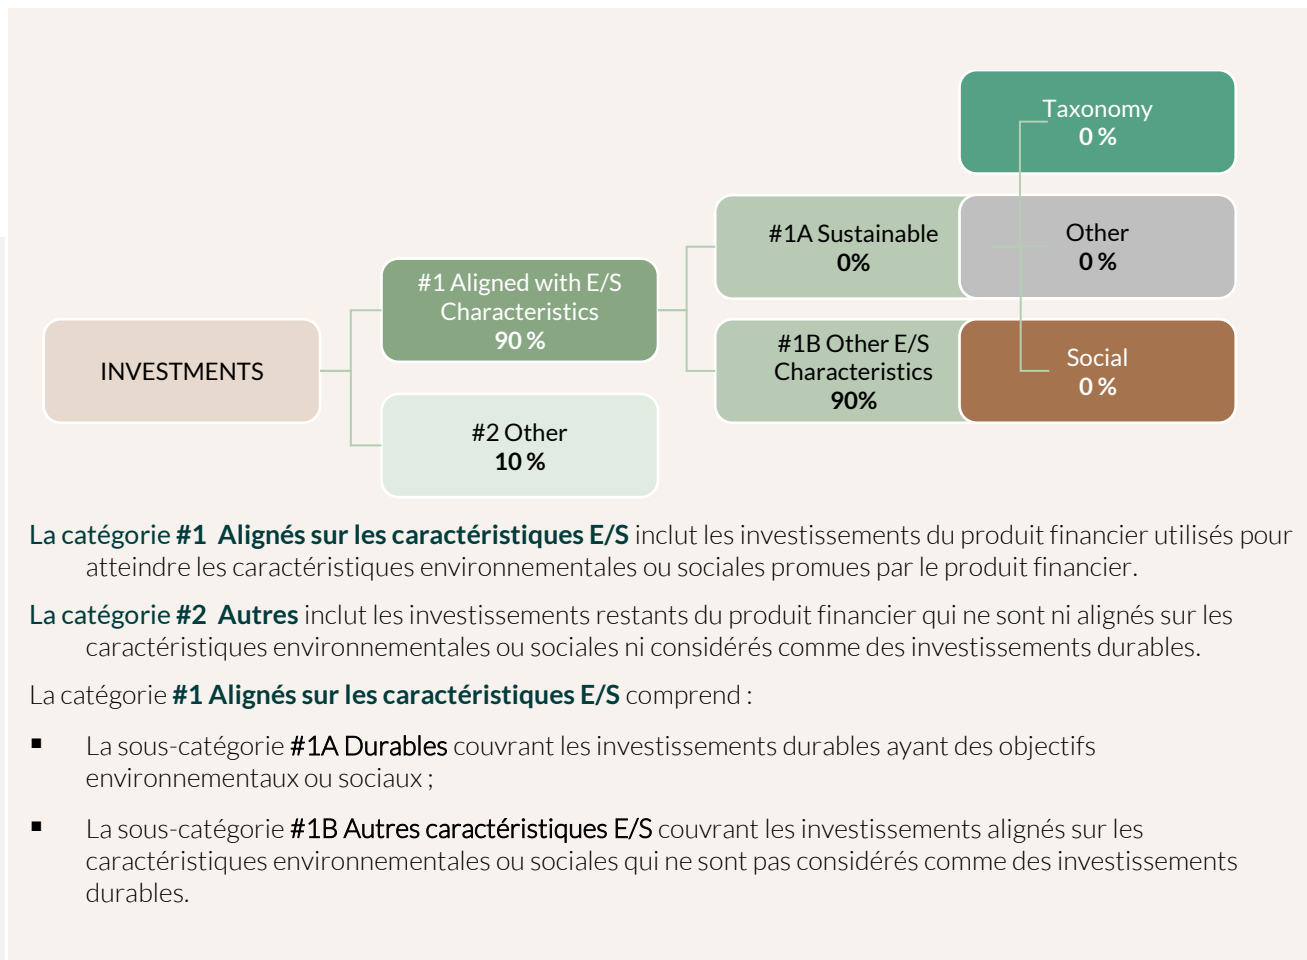 Taxonomy
0 %
#1A Sustainable
0%
Other
0 %
#1 Aligned with E/S
Characteristics
90 %
#1B Other E/S
Characteristics
90%
Social
0 %
INVESTMENTS
#2 Other
10 %
La catégorie #1 Alignés sur les caractéristiques E/S inclut les investissements du produit financier utilisés pour
atteindre les caractéristiques environnementales ou sociales promues par le produit financier.
La catégorie #2 Autres inclut les investissements restants du produit financier qui ne sont ni alignés sur les
caractéristiques environnementales ou sociales ni considérés comme des investissements durables.
La catégorie #1 Alignés sur les caractéristiques E/S comprend :
▪ La sous-catégorie #1A Durables couvrant les investissements durables ayant des objectifs
environnementaux ou sociaux ;
▪ La sous-catégorie #1B Autres caractéristiques E/S couvrant les investissements alignés sur les
caractéristiques environnementales ou sociales qui ne sont pas considérés comme des investissements
durables.